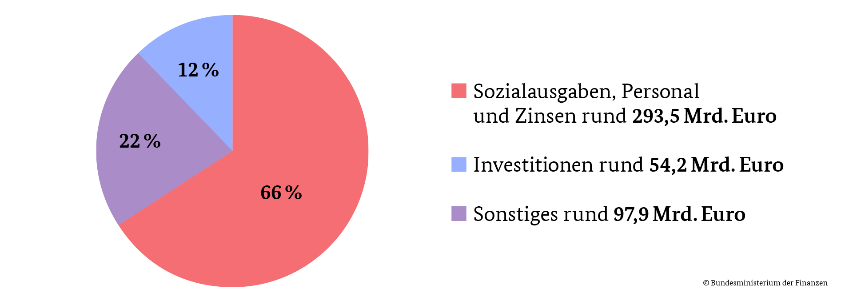 12 %
22 %
66 %
Sozialausgaben, Personal
und Zinsen rund 293,5 Mrd. Euro
Investitionen rund 54,2 Mrd. Euro
Sonstiges rund 97,9 Mrd. Euro
© Bundesministerium der Finanzen